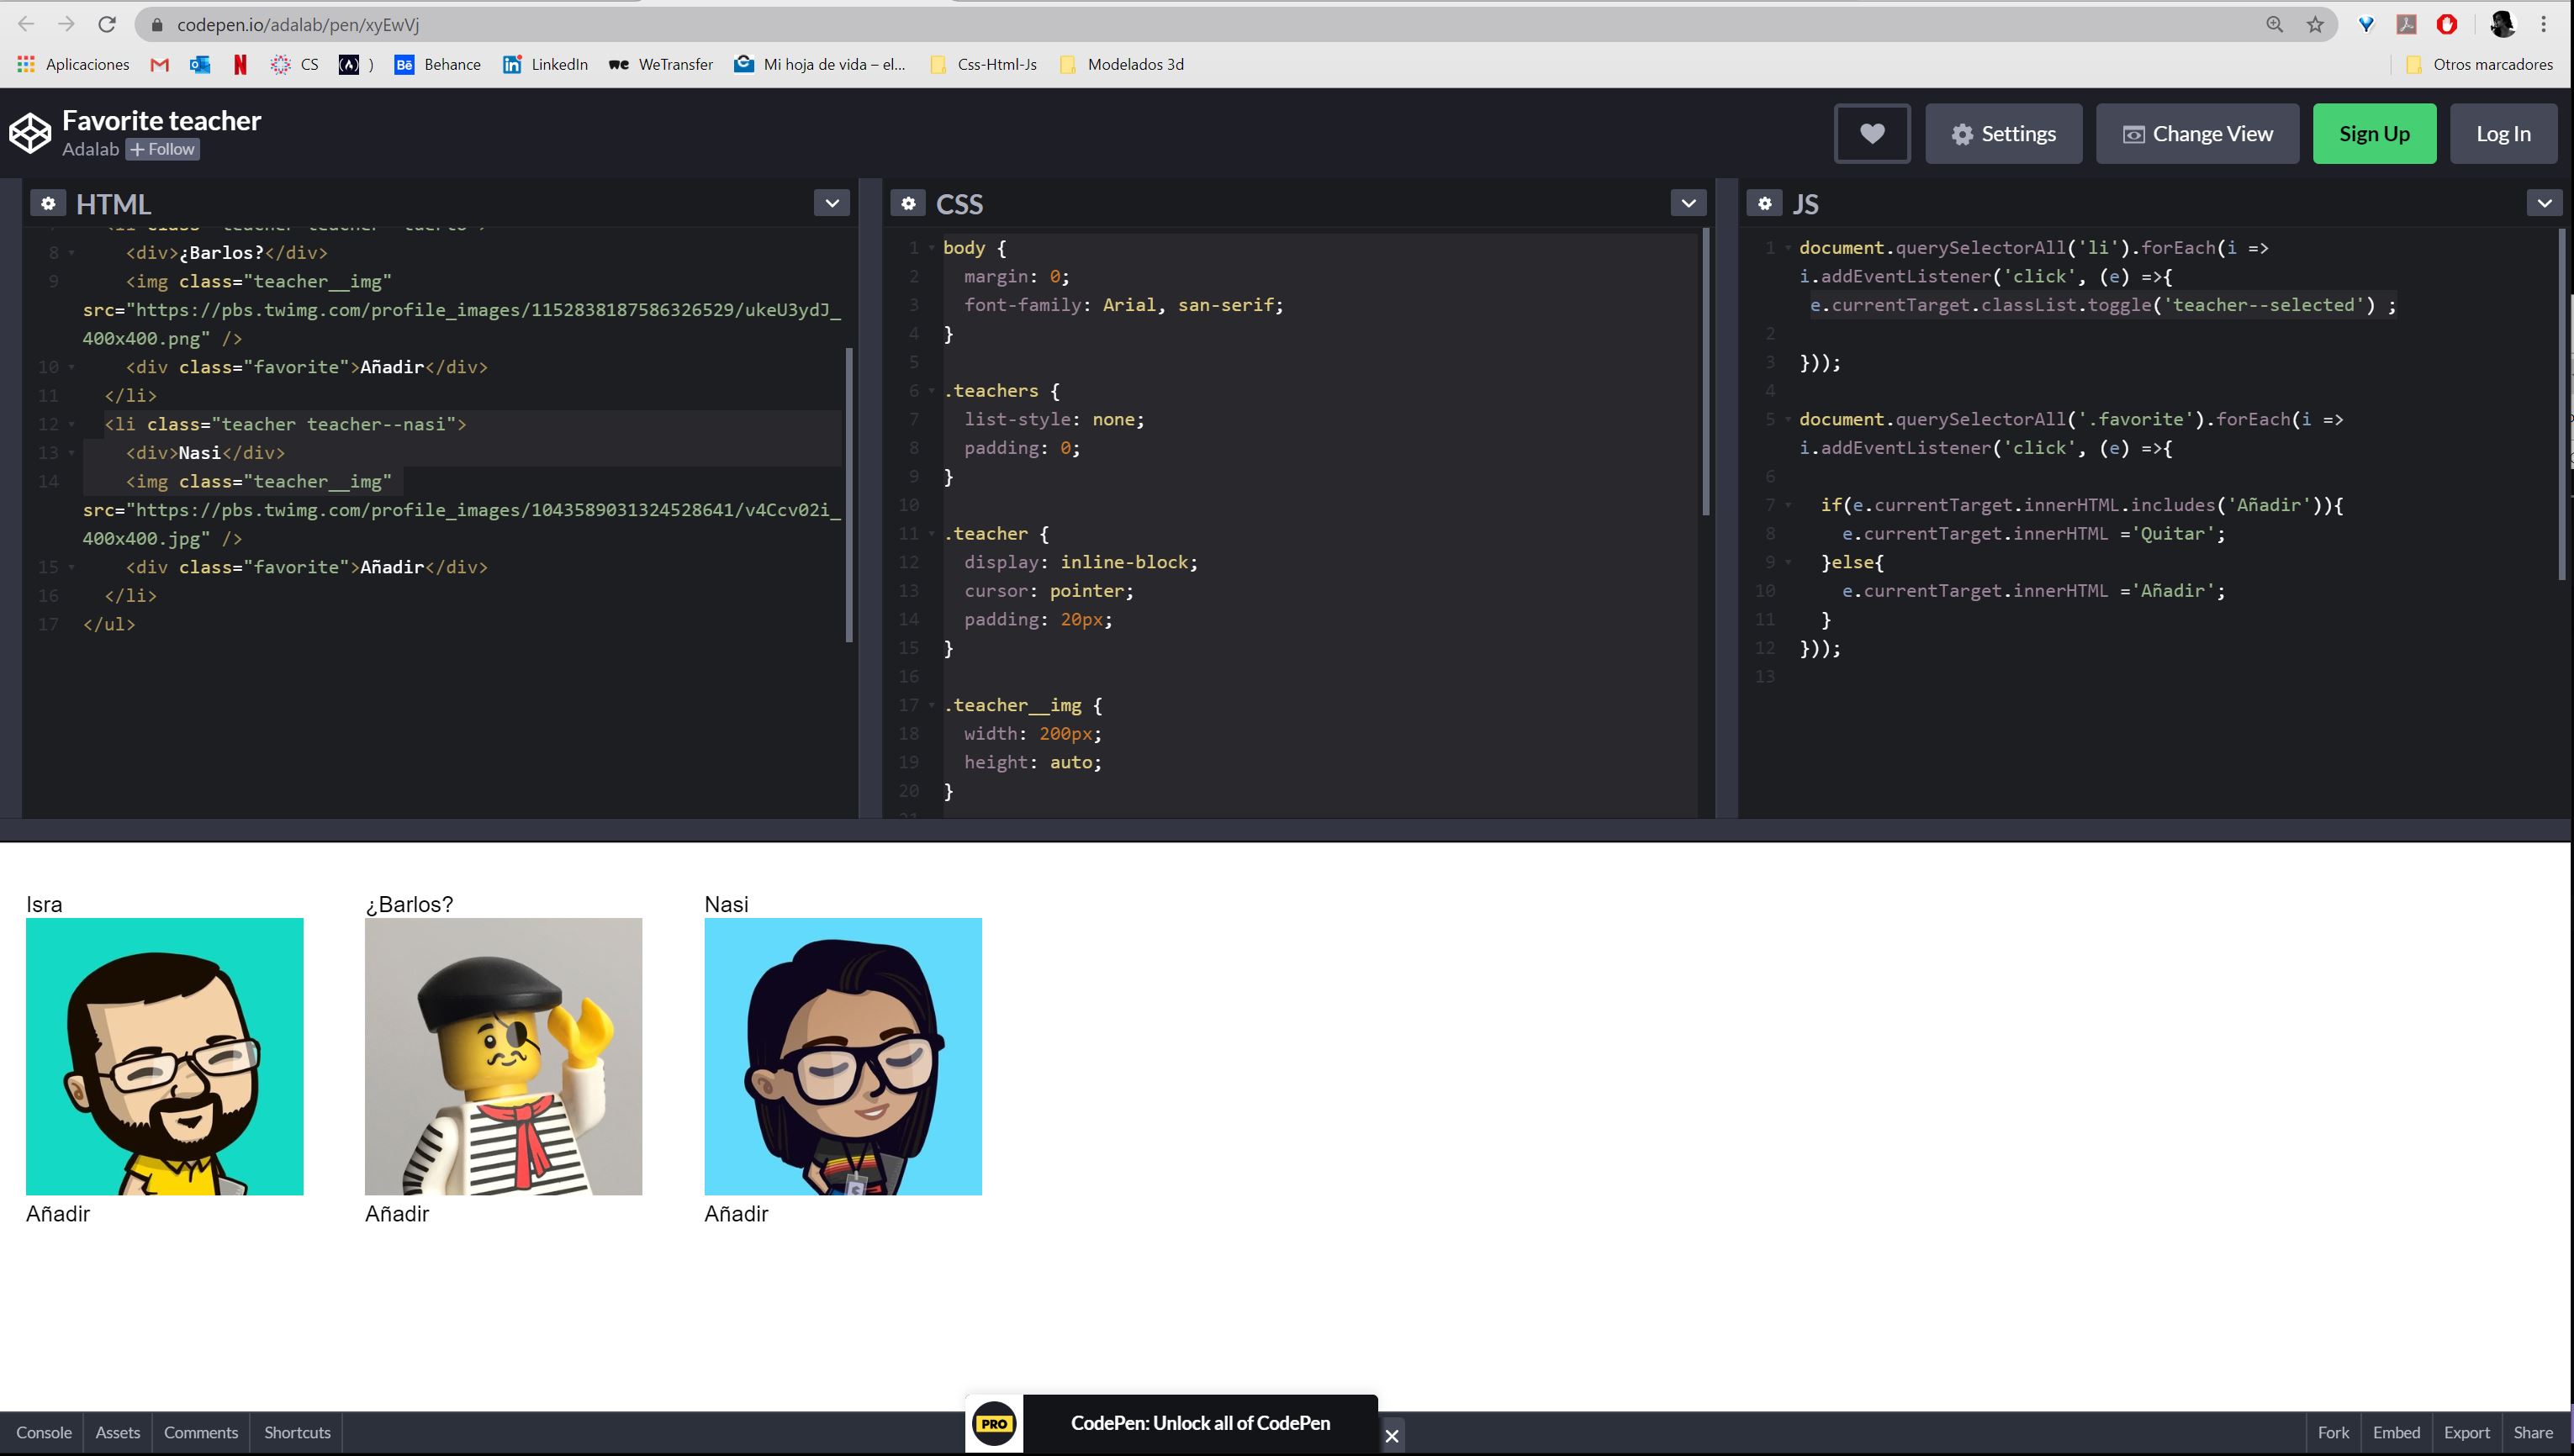 codepen.io/adalab/pen/xyEwVj
Aplicaciones
CS
)
Behance
LinkedIn
WeTransfer
Mi hoja de vida – el...
Css-Html-Js
Modelados 3d
Otros marcadores
Favorite teacher
Adalab + Follow
Settings
Change View
Sign Up
Log In
HTML
8 <div>¿Barlos?</div>
9 <img class="teacher__img"
src="https://pbs.twimg.com/profile_images/1152838187586326529/ukeU3ydJ_
400x400.png" />
10 <div class="favorite">Añadir</div>
11 </li>
12 <li class="teacher teacher--nasi">
13 <div>Nasi</div>
14 <img class="teacher__img"
src="https://pbs.twimg.com/profile_images/1043589031324528641/v4Ccv02i_
400x400.jpg" />
15 <div class="favorite">Añadir</div>
16 </li>
17 </ul>
CSS
1 body {
2 margin: 0;
3 font-family: Arial, san-serif;
4 }
5
6 .teachers {
7 list-style: none;
8 padding: 0;
9 }
10
11 .teacher {
12 display: inline-block;
13 cursor: pointer;
14 padding: 20px;
15 }
16
17 .teacher__img {
18 width: 200px;
19 height: auto;
20 }
JS
1 document.querySelectorAll('li').forEach(i =>
i.addEventListener('click', (e) =>{
e.currentTarget.classList.toggle('teacher--selected') ;
2
3 }));
4
5 document.querySelectorAll('.favorite').forEach(i =>
i.addEventListener('click', (e) =>{
6
7 if(e.currentTarget.innerHTML.includes('Añadir')){
8 e.currentTarget.innerHTML ='Quitar';
9 }else{
10 e.currentTarget.innerHTML ='Añadir';
11 }
12 }));
13
Isra
¿Barlos?
Nasi
Añadir
Añadir
Añadir
Console
Assets
Comments
Shortcuts
PRO
CodePen: Unlock all of CodePen
Fork
Embed
Export
Share